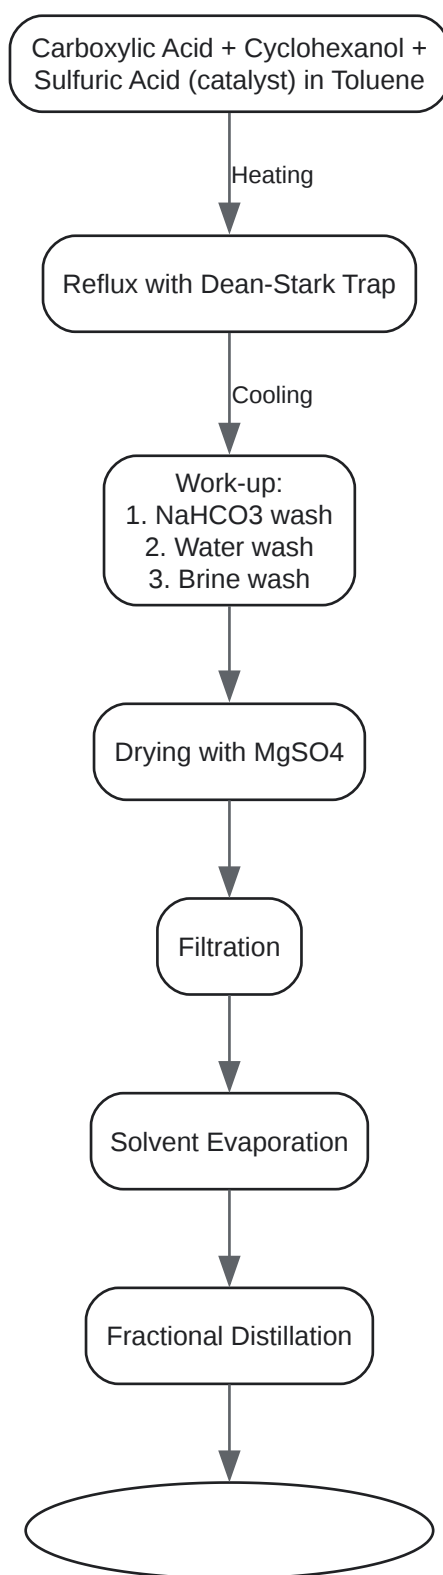 Carboxylic Acid + Cyclohexanol +
Sulfuric Acid (catalyst) in Toluene
Heating
Reflux with Dean-Stark Trap
Cooling
Work-up:
1. NaHCO3 wash
2. Water wash
3. Brine wash
Drying with MgSO4
Filtration
Solvent Evaporation
Fractional Distillation